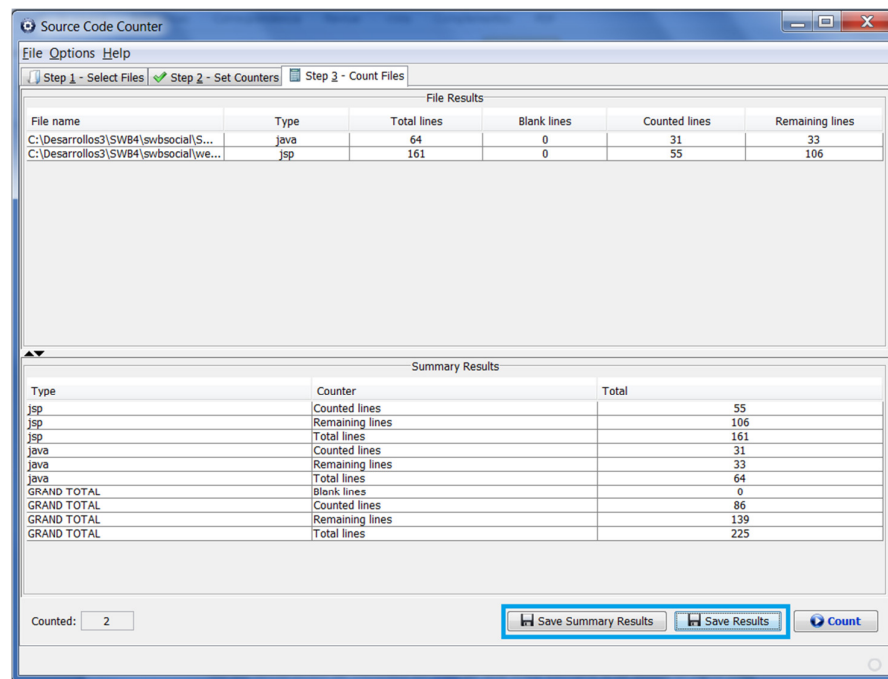 Source Code Counter
File Options Help
Step 1 - Select Files Step 2 - Set Counters Step 3 - Count Files
File Results
File name Type Total lines Blank lines Counted lines Remaining lines
C:\Desarrollos3\SWB4\swbsocial\S... java 64 0 31 33
C:\Desarrollos3\SWB4\swbsocial\we... jsp 161 0 55 106
Summary Results
Type Counter Total
jsp Counted lines 55
jsp Remaining lines 106
jsp Total lines 161
java Counted lines 31
java Remaining lines 33
java Total lines 64
GRAND TOTAL Blank lines 0
GRAND TOTAL Counted lines 86
GRAND TOTAL Remaining lines 139
GRAND TOTAL Total lines 225
Counted: 2 Save Summary Results Save Results Count